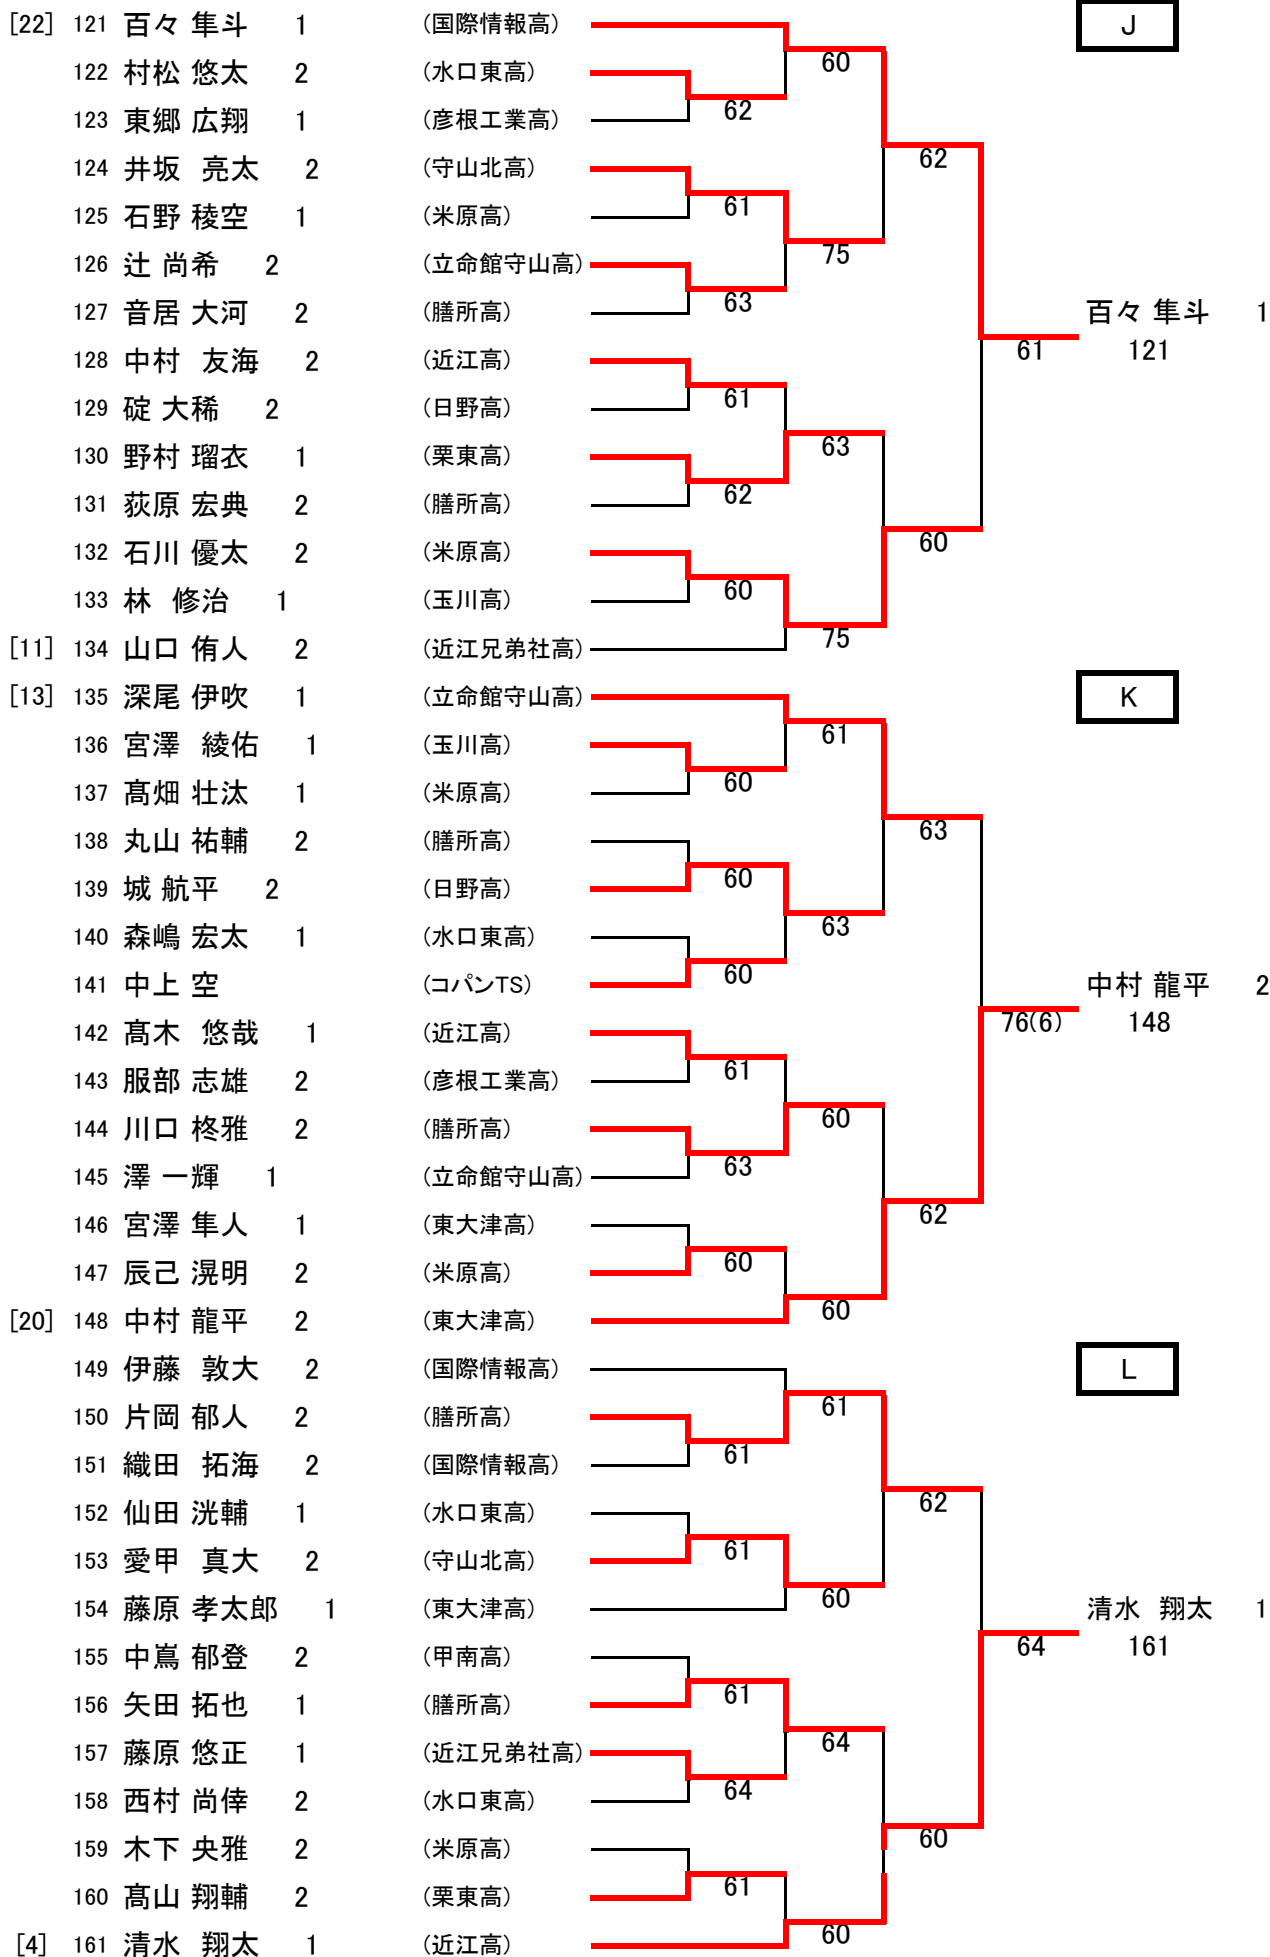 [22] 121 百々 隼斗 1 (国際情報高) J
60
122 村松 悠太 2 (水口東高)
62
123 東郷 広翔 1 (彦根工業高)
62
124 井坂 亮太 2 (守山北高)
61
125 石野 稜空 1 (米原高)
75
126 辻 尚希 2 (立命館守山高)
63
127 音居 大河 2 (膳所高)
百々 隼斗 1
61 121
128 中村 友海 2 (近江高)
61
129 碇 大稀 2 (日野高)
63
130 野村 瑠衣 1 (栗東高)
62
131 荻原 宏典 2 (膳所高)
60
132 石川 優太 2 (米原高)
60
133 林 修治 1 (玉川高)
75
[11] 134 山口 侑人 2 (近江兄弟社高)
[13] 135 深尾 伊吹 1 (立命館守山高) K
61
136 宮澤 綾佑 1 (玉川高)
60
137 髙畑 壮汰 1 (米原高)
63
138 丸山 祐輔 2 (膳所高)
60
139 城 航平 2 (日野高)
63
140 森嶋 宏太 1 (水口東高)
60
141 中上 空 (コパンTS)
中村 龍平 2
76(6) 148
142 髙木 悠哉 1 (近江高)
61
143 服部 志雄 2 (彦根工業高)
60
144 川口 柊雅 2 (膳所高)
63
145 澤 一輝 1 (立命館守山高)
62
146 宮澤 隼人 1 (東大津高)
60
147 辰己 滉明 2 (米原高)
60
[20] 148 中村 龍平 2 (東大津高)
149 伊藤 敦大 2 (国際情報高) L
61
150 片岡 郁人 2 (膳所高)
61
151 織田 拓海 2 (国際情報高)
62
152 仙田 洸輔 1 (水口東高)
61
153 愛甲 真大 2 (守山北高)
60
154 藤原 孝太郎 1 (東大津高)
清水 翔太 1
64 161
155 中嶌 郁登 2 (甲南高)
61
156 矢田 拓也 1 (膳所高)
64
157 藤原 悠正 1 (近江兄弟社高)
64
158 西村 尚倖 2 (水口東高)
60
159 木下 央雅 2 (米原高)
61
160 髙山 翔輔 2 (栗東高)
60
[4] 161 清水 翔太 1 (近江高)